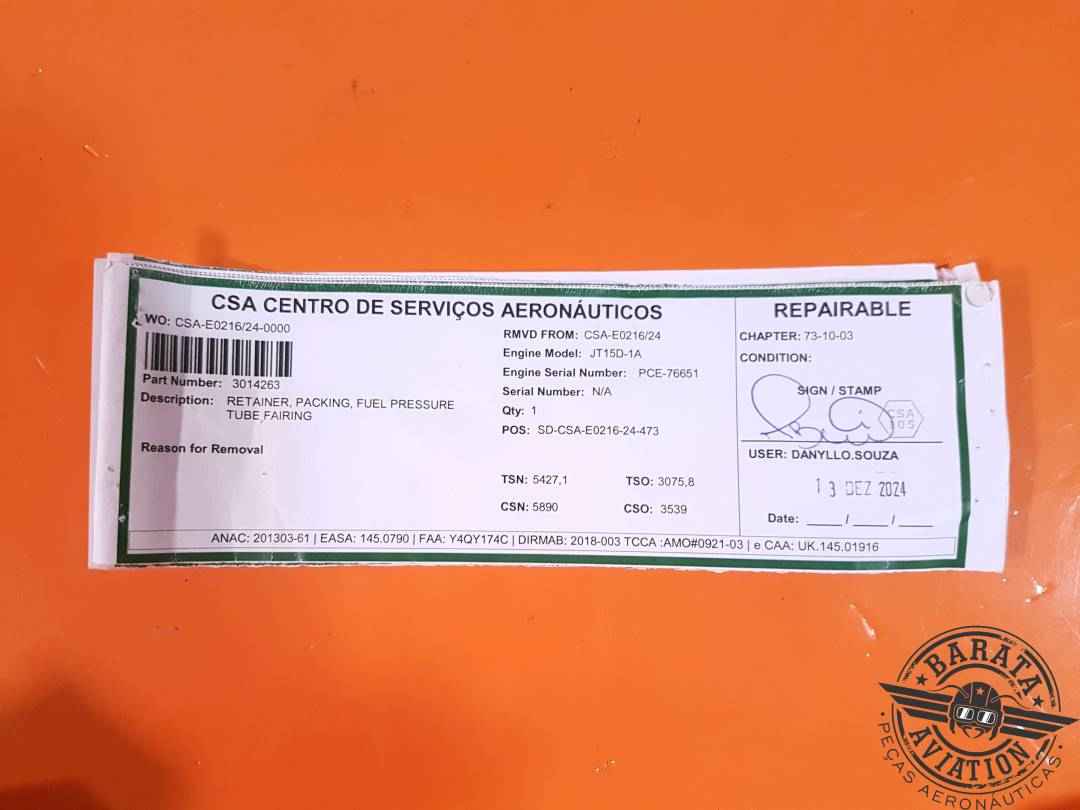 CSA CENTRO DE SERVIÇOS AERONÁUTICOS
WO: CSA-E0216/24-0000
Part Number: 3014263
Description: RETAINER, PACKING, FUEL PRESSURE
TUBE FAIRING
Reason for Removal
RMVD FROM: CSA-E0216/24
Engine Model: JT15D-1A
Engine Serial Number: PCE-76651
Serial Number: N/A
Qty: 1
POS: SD-CSA-E0216-24-473
TSN: 5427,1 TSO: 3075,8
CSN: 5890 CSO: 3539
REPAIRABLE
CHAPTER: 73-10-03
CONDITION:
SIGN / STAMP
CSA
USER: DANYLLO.SOUZA
13 DEZ 2024
Date: ____ / ____ / ____
ANAC: 201303-61 | EASA: 145.0790 | FAA: Y4QY174C | DIRMAB: 2018-003 TCCA :AMO#0921-03 | e CAA: UK.145.01916
BARATA
AVIATION
• PEÇAS AERONÁUTICAS •